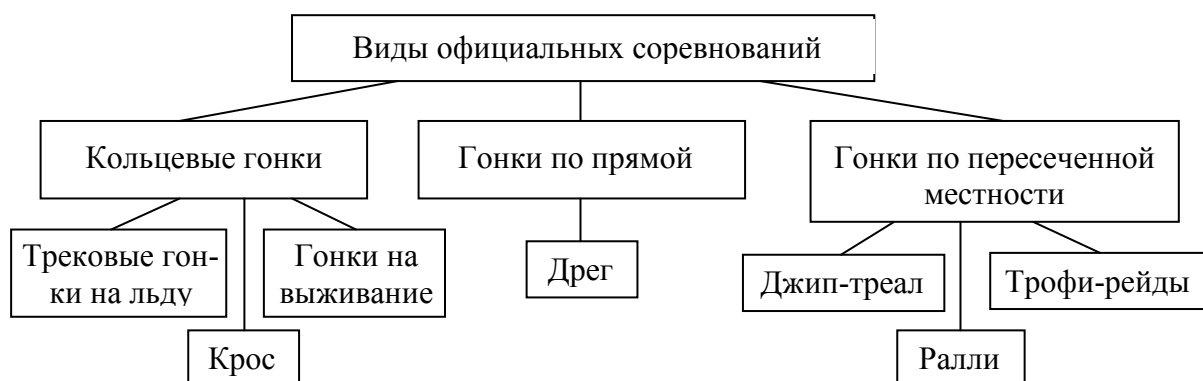 Виды официальных соревнований
Кольцевые гонки
Гонки по прямой
Гонки по пересеченной
местности
Трековые гон-
ки на льду
Гонки на
выживание
Дрег
Джип-треал
Трофи-рейды
Крос
Ралли